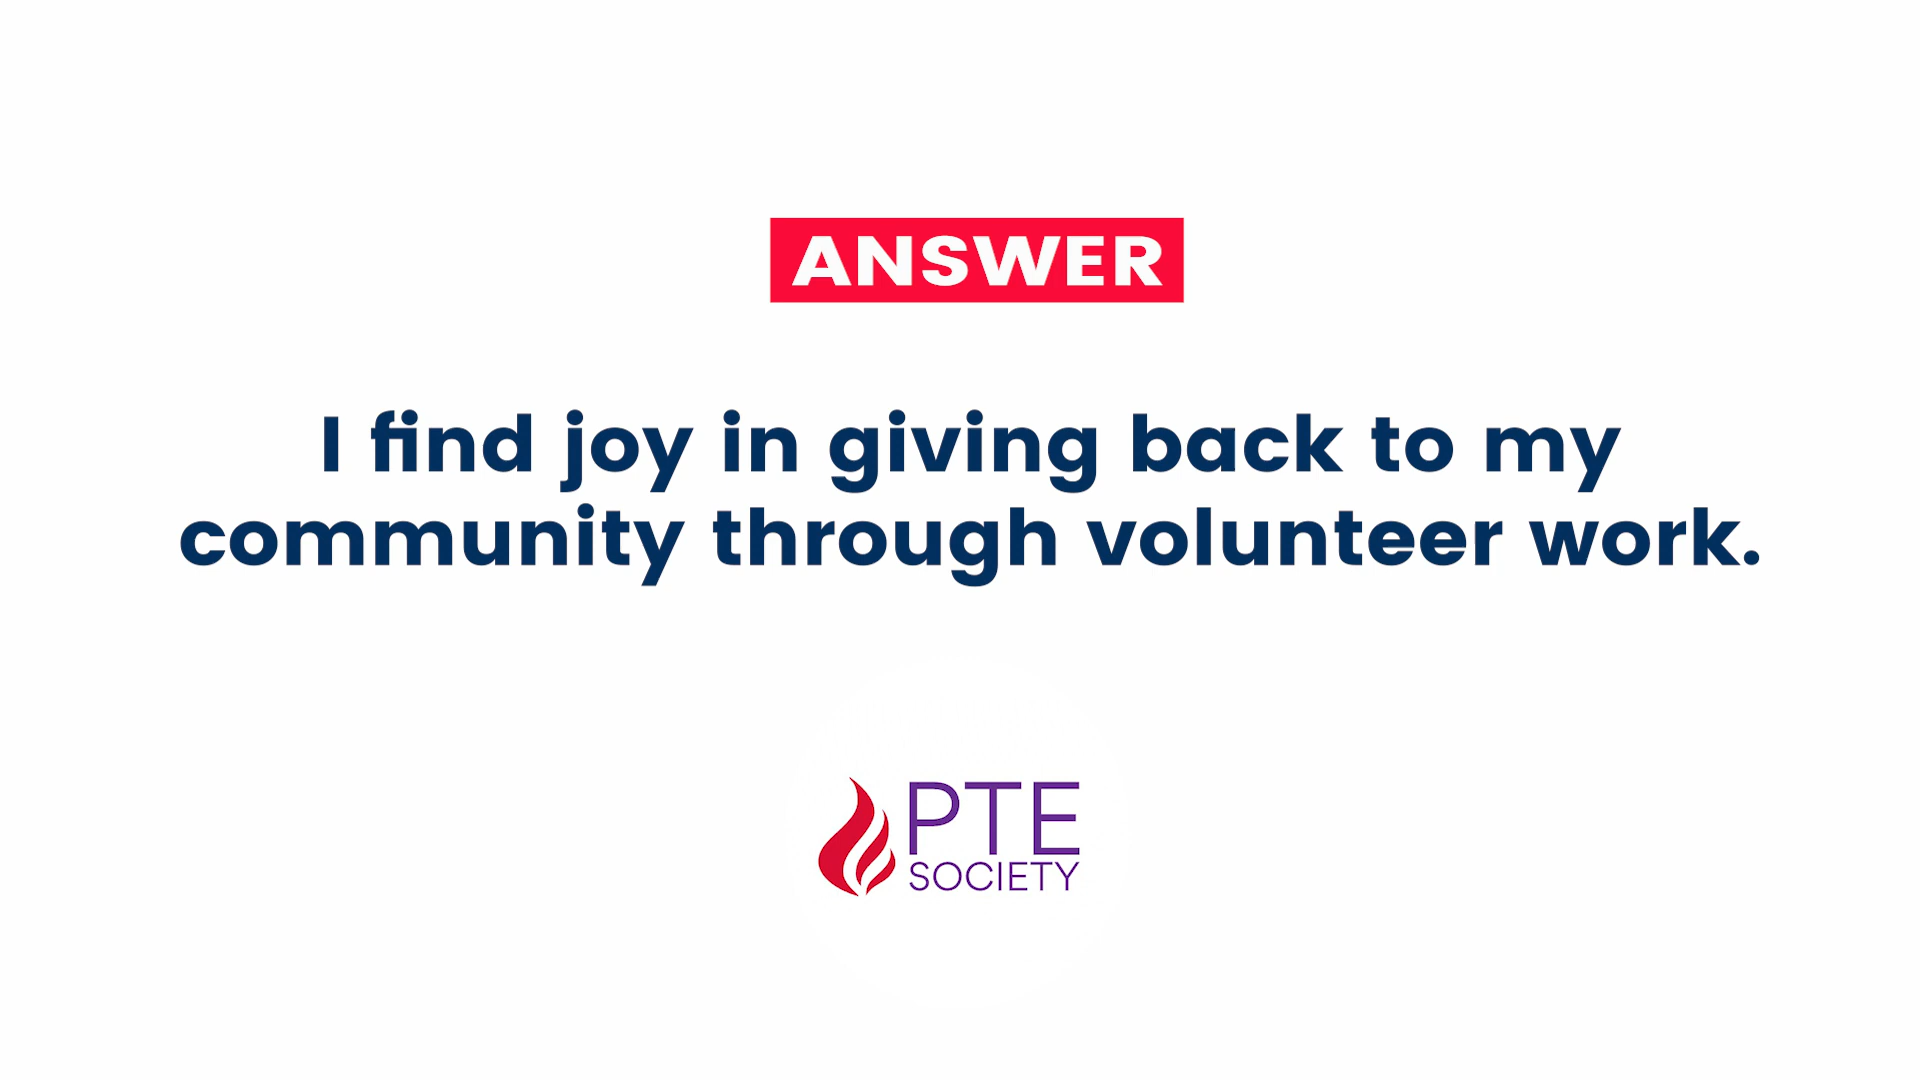 ANSWER
I find joy in giving back to my
community through volunteer work.
PTE
SOCIETY